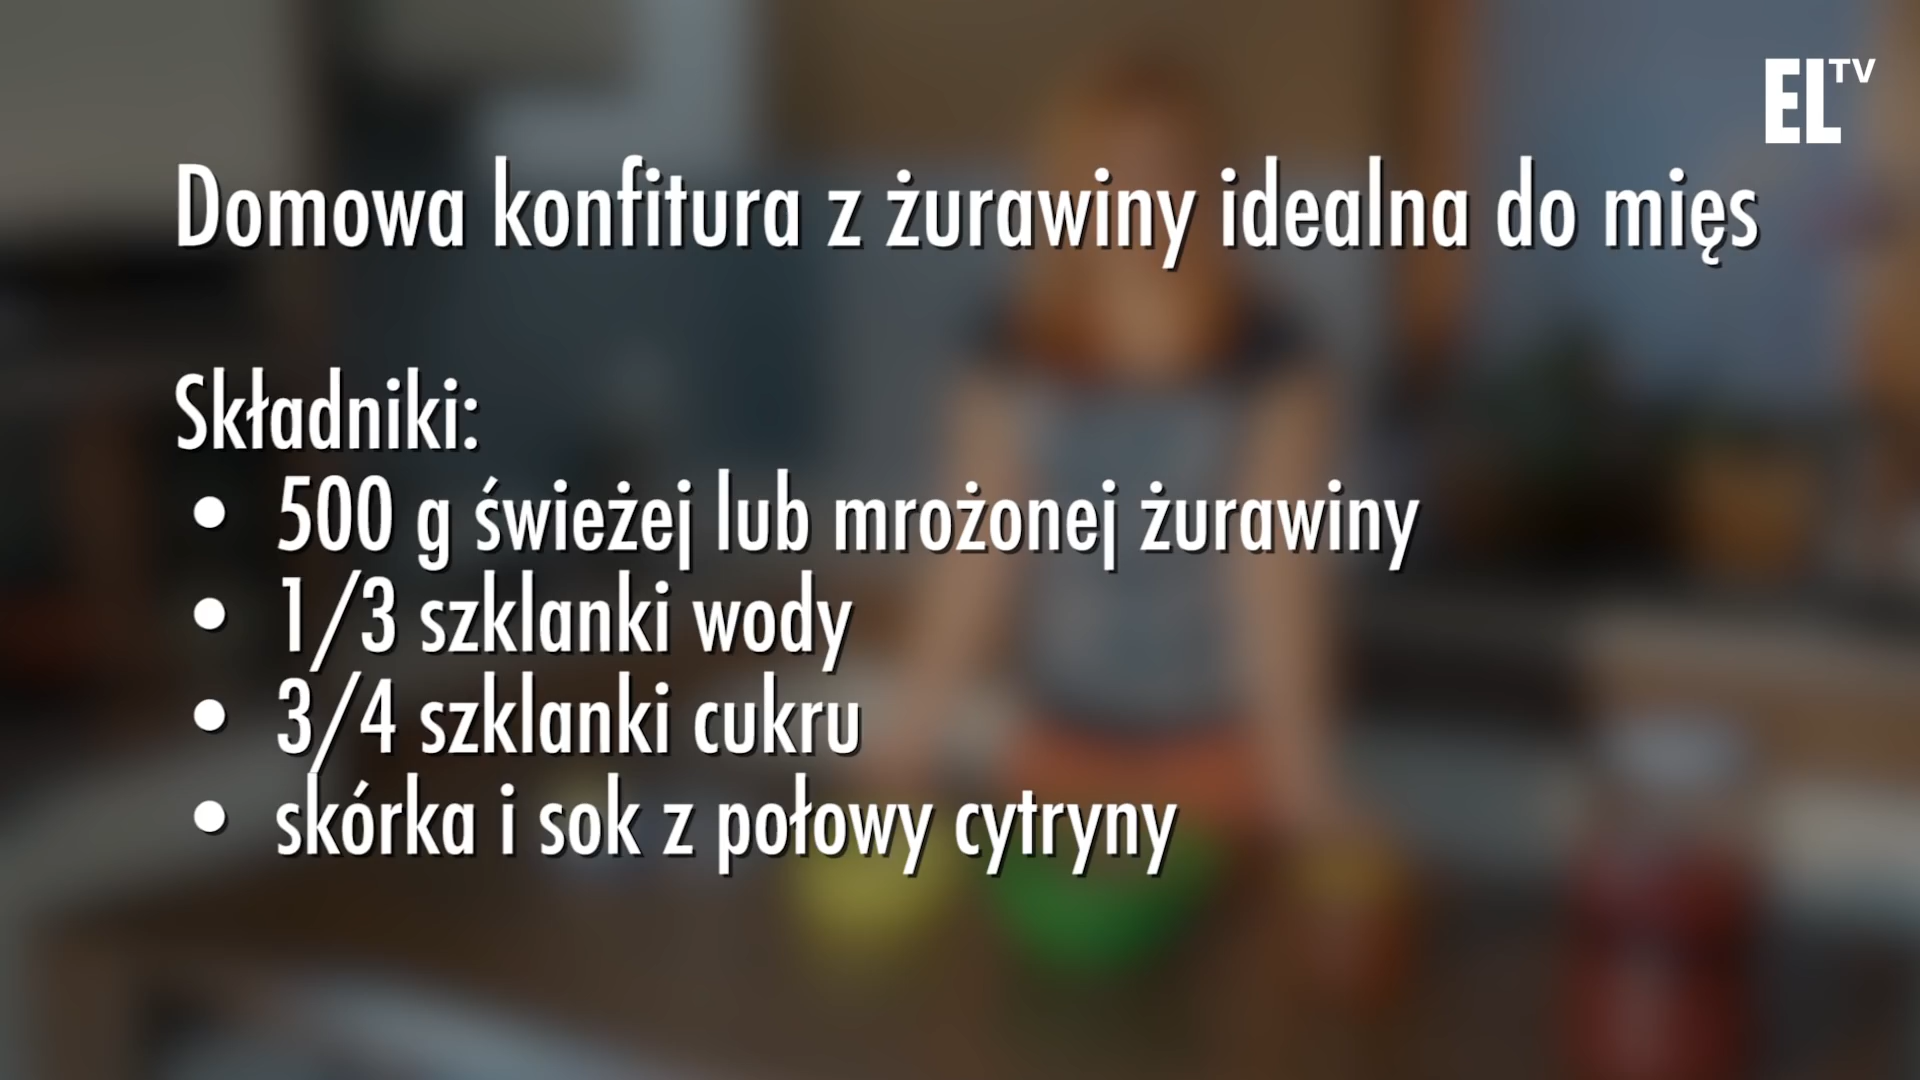 EL TV
Domowa konfitura z żurawiny idealna do mięs
Składniki:
• 500 g świeżej lub mrożonej żurawiny
• 1/3 szklanki wody
• 3/4 szklanki cukru
• skórka i sok z połowy cytryny